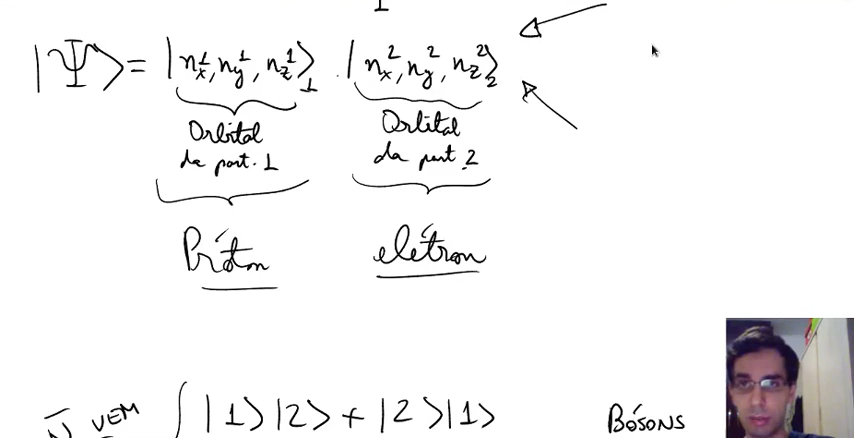 |Ψ⟩ = |n_x^1, n_y^1, n_z^1⟩_1 . |n_x^2, n_y^2, n_z^2⟩_2
Orbital Orbital
da part. 1 da part. 2
Próton elétron
VEM { |1⟩|2⟩ + |2⟩|1⟩ BÓSONS